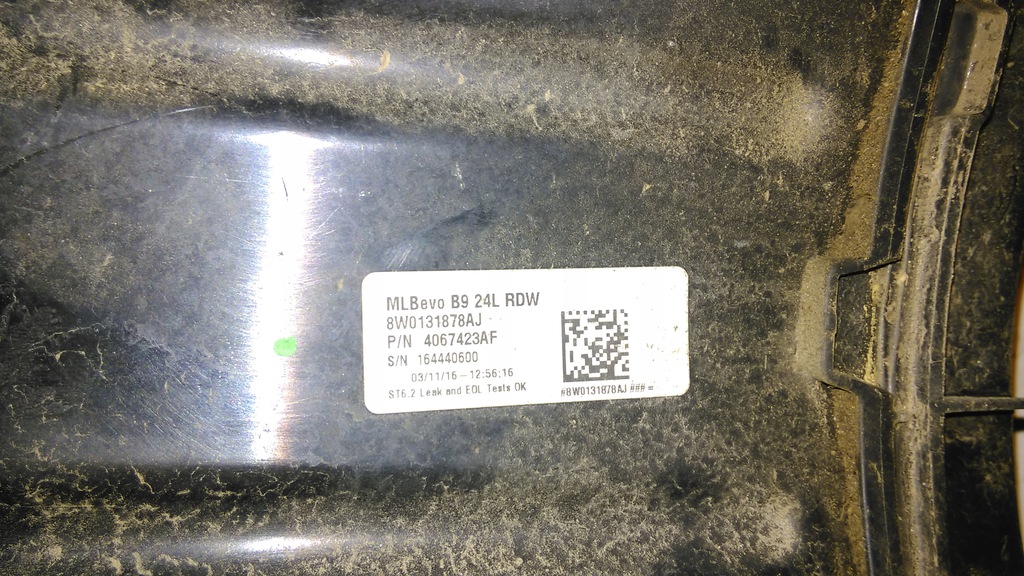 MLBevo B9 24L RDW
8W0131878AJ
P/N 4067423AF
S/N 164440600
03/11/16-12:56:16
ST6.2 Leak and EOL Tests OK
#8W0131878AJ ###=